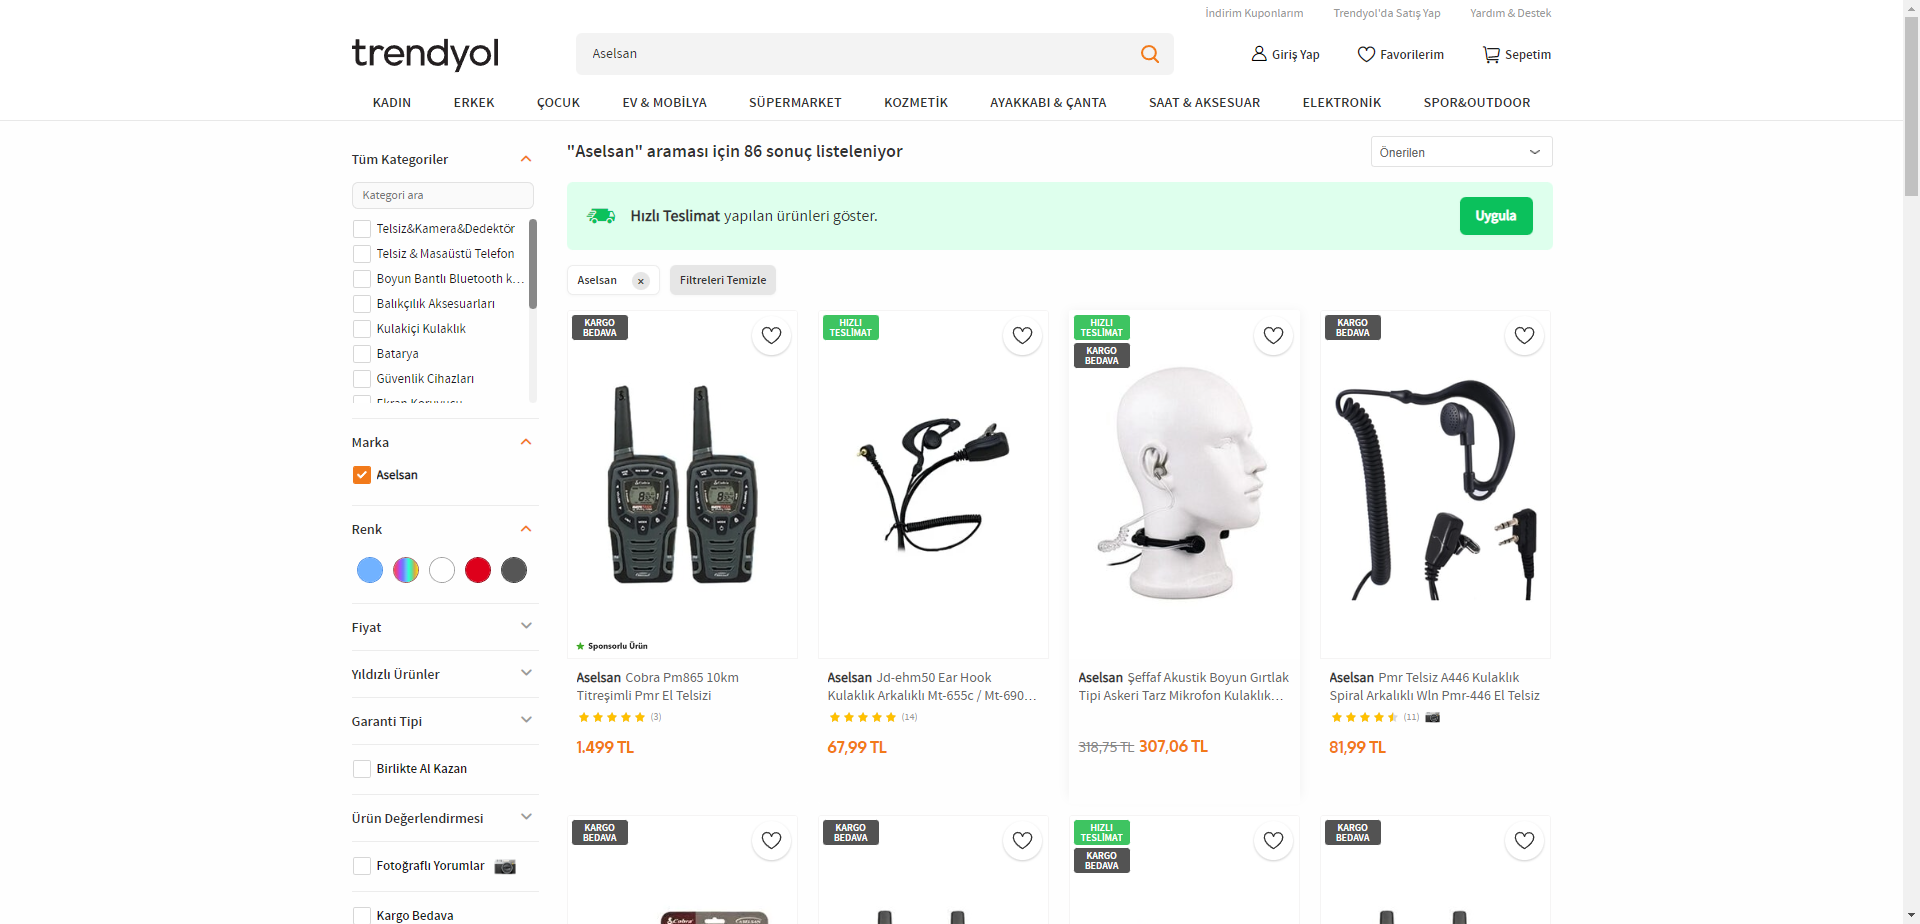 İndirim Kuponlarım Trendyol'da Satış Yap Yardım & Destek
trendyol
Aselsan
Giriş Yap Favorilerim Sepetim
KADIN ERKEK ÇOCUK EV & MOBİLYA SÜPERMARKET KOZMETİK AYAKKABI & ÇANTA SAAT & AKSESUAR ELEKTRONİK SPOR&OUTDOOR
Tüm Kategoriler
Kategori ara
Telsiz&Kamera&Dedektör
Telsiz & Masaüstü Telefon
Boyun Bantlı Bluetooth k...
Balıkçılık Aksesuarları
Kulakiçi Kulaklık
Batarya
Güvenlik Cihazları
Ekran Koruyucu
Marka
Aselsan
Renk
Fiyat
Yıldızlı Ürünler
Garanti Tipi
Birlikte Al Kazan
Ürün Değerlendirmesi
Fotoğraflı Yorumlar
Kargo Bedava
"Aselsan" araması için 86 sonuç listeleniyor
Önerilen
Hızlı Teslimat yapılan ürünleri göster.
Uygula
Aselsan ×
Filtreleri Temizle
KARGO
BEDAVA
Sponsorlu Ürün
Aselsan Cobra Pm865 10km
Titreşimli Pmr El Telsizi
(3)
1.499 TL
HIZLI
TESLİMAT
Aselsan Jd-ehm50 Ear Hook
Kulaklık Arkalıklı Mt-655c / Mt-690...
(14)
67,99 TL
HIZLI
TESLİMAT
KARGO
BEDAVA
Aselsan Şeffaf Akustik Boyun Gırtlak
Tipi Askeri Tarz Mikrofon Kulaklık...
318,75 TL 307,06 TL
KARGO
BEDAVA
Aselsan Pmr Telsiz A446 Kulaklık
Spiral Arkalıklı Wln Pmr-446 El Telsiz
(11)
81,99 TL
KARGO
BEDAVA
Cobra
ASELSAN
KARGO
BEDAVA
HIZLI
TESLİMAT
KARGO
BEDAVA
KARGO
BEDAVA